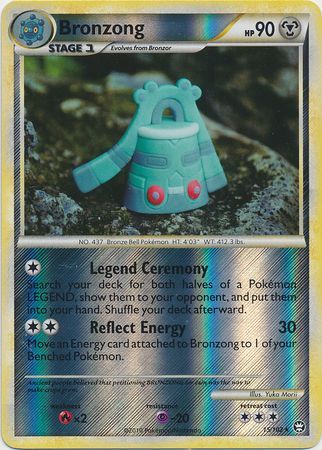 Bronzong
HP 90
STAGE 1
Evolves from Bronzor
NO. 437 Bronze Bell Pokémon HT: 4'03" WT: 412.3 lbs.
Legend Ceremony
Search your deck for both halves of a Pokémon
LEGEND, show them to your opponent, and put them
into your hand. Shuffle your deck afterward.
Reflect Energy 30
Move an Energy card attached to Bronzong to 1 of your
Benched Pokémon.
Ancient people believed that petitioning BRONZONG for rain was the way to
make crops grow.
Illus. Yuka Morii
weakness resistance retreat cost
×2 -20
©2010 Pokémon/Nintendo
15/102 ★